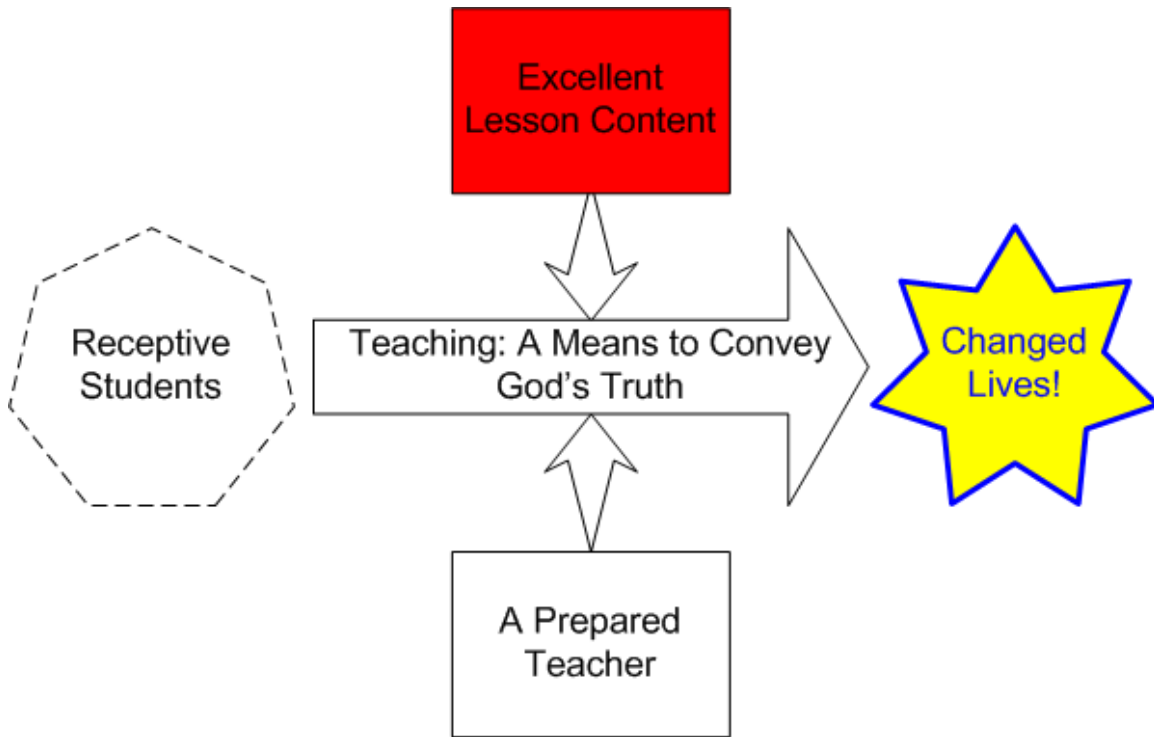 Excellent
Lesson Content
Receptive
Students
Teaching: A Means to Convey
God's Truth
Changed
Lives!
A Prepared
Teacher